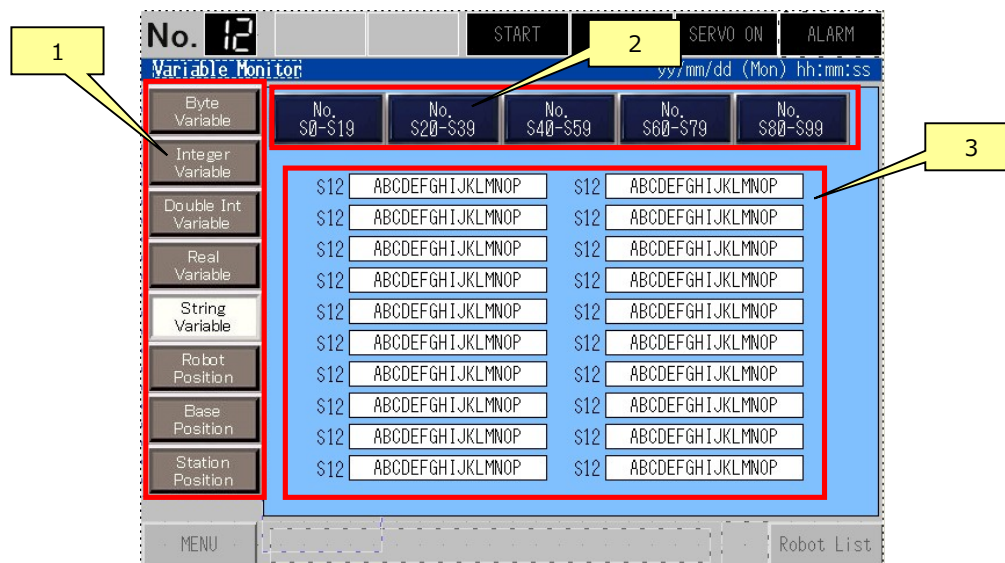 No. 12 START SERVO ON ALARM
1
2
Variable Monitor yy/mm/dd (Mon) hh:mm:ss
Byte
Variable
Integer
Variable
Double Int
Variable
Real
Variable
String
Variable
Robot
Position
Base
Position
Station
Position
No.
S0-S19
No.
S20-S39
No.
S40-S59
No.
S60-S79
No.
S80-S99
3
S12 ABCDEFGHIJKLMNOP S12 ABCDEFGHIJKLMNOP
S12 ABCDEFGHIJKLMNOP S12 ABCDEFGHIJKLMNOP
S12 ABCDEFGHIJKLMNOP S12 ABCDEFGHIJKLMNOP
S12 ABCDEFGHIJKLMNOP S12 ABCDEFGHIJKLMNOP
S12 ABCDEFGHIJKLMNOP S12 ABCDEFGHIJKLMNOP
S12 ABCDEFGHIJKLMNOP S12 ABCDEFGHIJKLMNOP
S12 ABCDEFGHIJKLMNOP S12 ABCDEFGHIJKLMNOP
S12 ABCDEFGHIJKLMNOP S12 ABCDEFGHIJKLMNOP
S12 ABCDEFGHIJKLMNOP S12 ABCDEFGHIJKLMNOP
S12 ABCDEFGHIJKLMNOP S12 ABCDEFGHIJKLMNOP
MENU Robot List